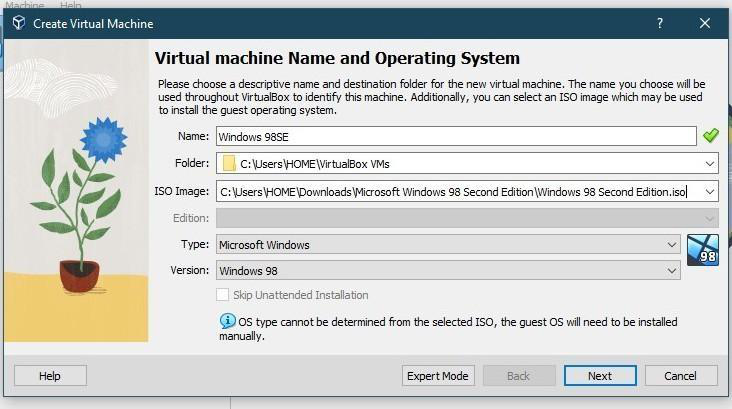 Machine Help
Create Virtual Machine
?
Virtual machine Name and Operating System
Please choose a descriptive name and destination folder for the new virtual machine. The name you choose will be
used throughout VirtualBox to identify this machine. Additionally, you can select an ISO image which may be used
to install the guest operating system.
Name: Windows 98SE
Folder: C:\Users\HOME\VirtualBox VMs
ISO Image: C:\Users\HOME\Downloads\Microsoft Windows 98 Second Edition\Windows 98 Second Edition.iso
Edition:
Type: Microsoft Windows
98
Version: Windows 98
Skip Unattended Installation
OS type cannot be determined from the selected ISO, the guest OS will need to be installed
manually.
Help Expert Mode Back Next Cancel